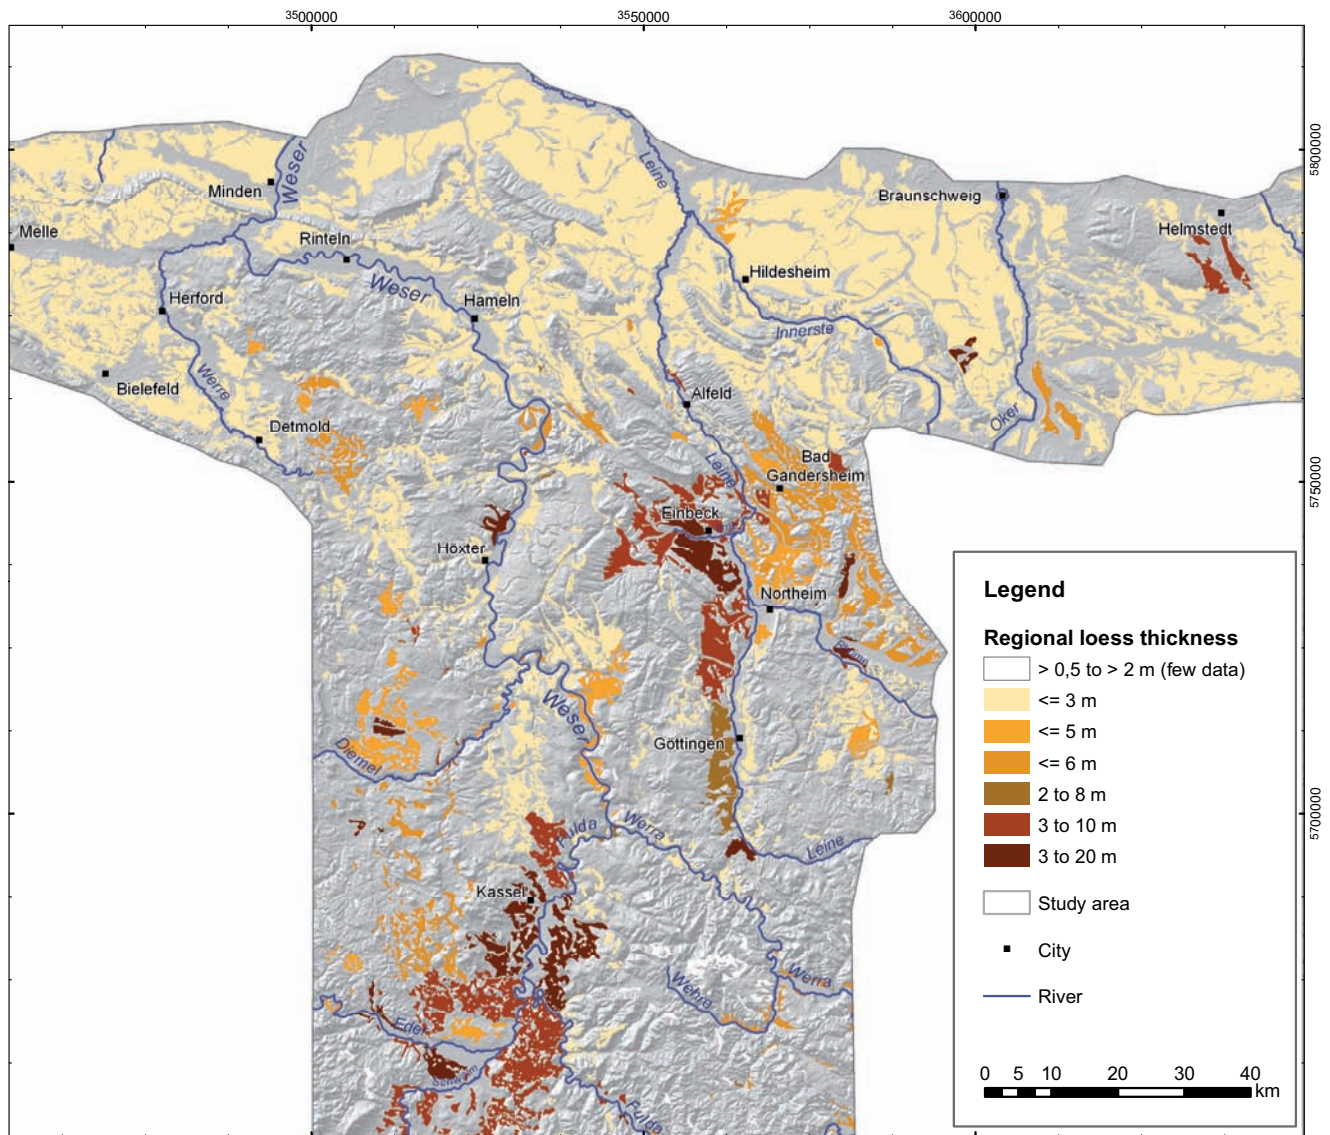 3500000
3550000
3600000
5800000
5750000
5700000
Leine
Weser
Minden
Braunschweig
Melle
Rinteln
Helmstedt
Weser
Hildesheim
Herford
Hameln
Innerste
Werre
Bielefeld
Alfeld
Oker
Detmold
Leine
Bad
Gandersheim
Einbeck
Höxter
Northeim
Weser
Göttingen
Diemel
Fulda
Werra
Leine
Kassel
Wehra
Werra
Eder
Schwalm
Fulda
Legend
Regional loess thickness
> 0,5 to > 2 m (few data)
<= 3 m
<= 5 m
<= 6 m
2 to 8 m
3 to 10 m
3 to 20 m
Study area
City
River
0 5 10 20 30 40
km